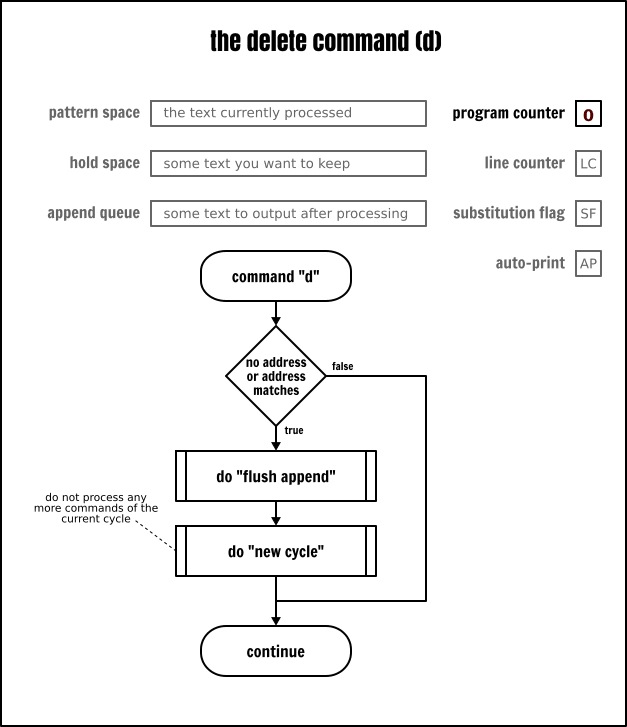 the delete command (d)
pattern space the text currently processed program counter 0
hold space some text you want to keep line counter LC
append queue some text to output after processing substitution flag SF
auto-print AP
command "d"
no address
or address
matches
false
true
do "flush append"
do not process any
more commands of the
current cycle
do "new cycle"
continue